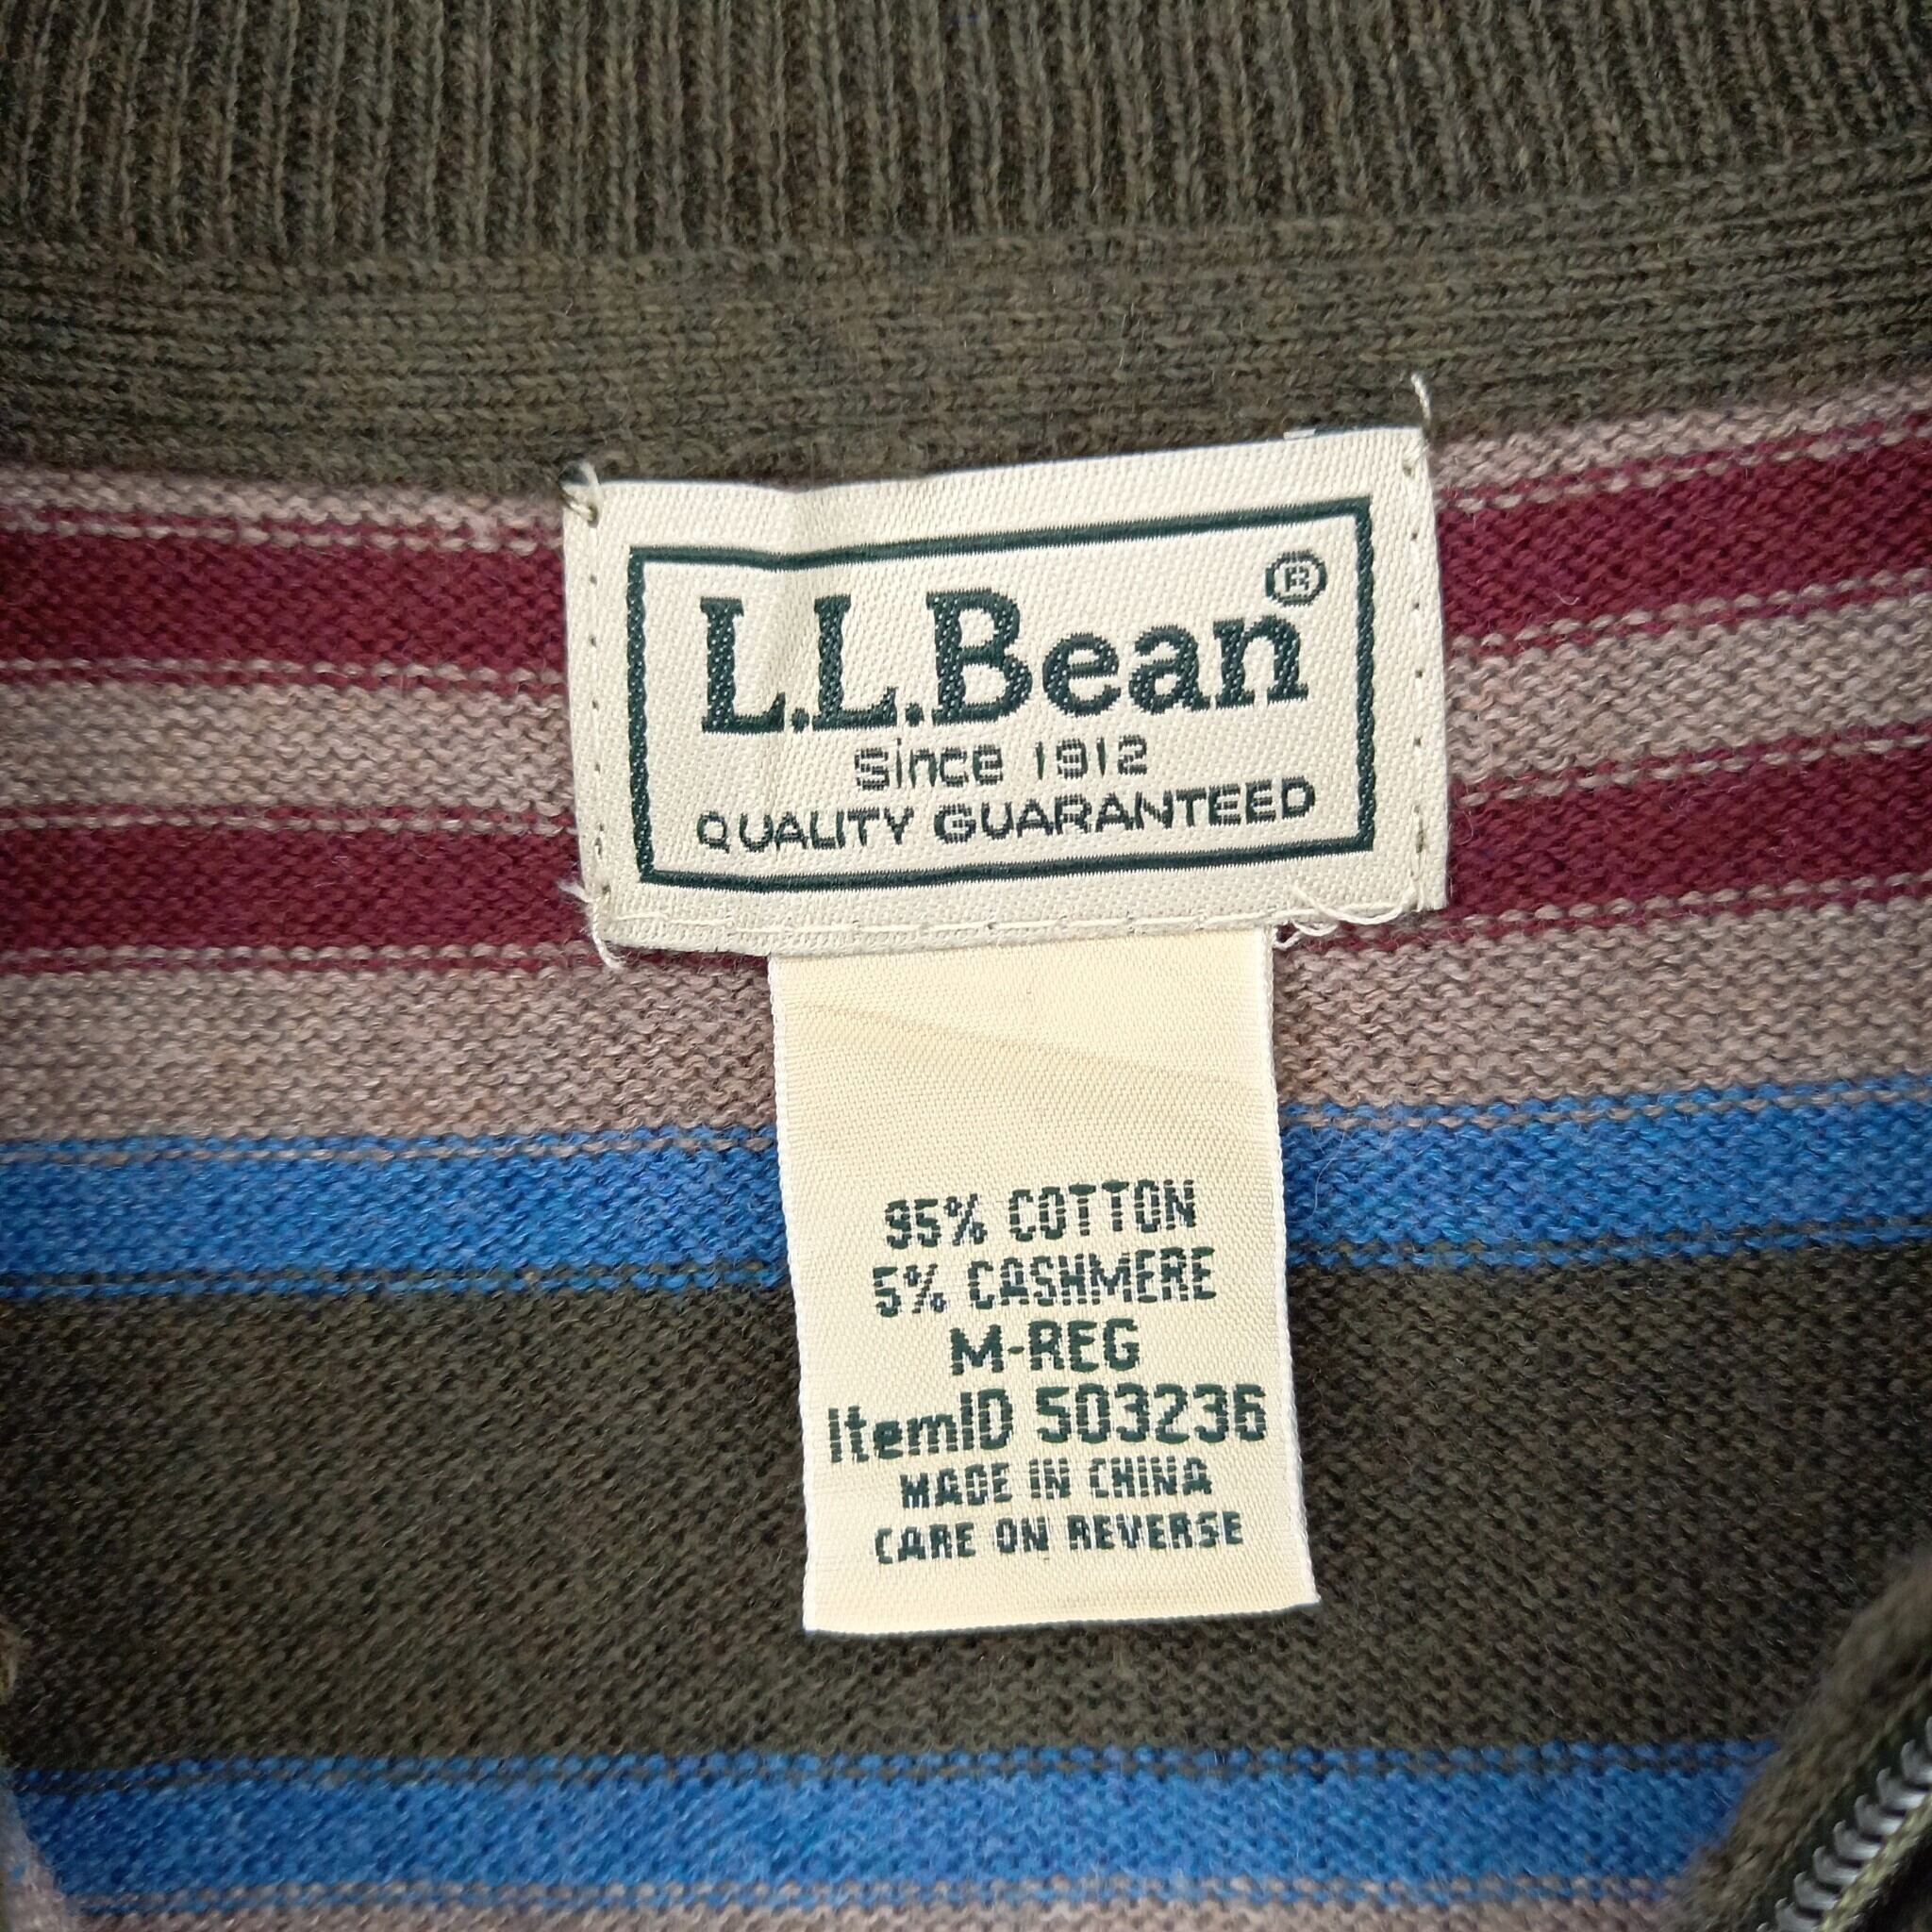 L.L.Bean®
Since 1912
QUALITY GUARANTEED
95% COTTON
5% CASHMERE
M-REG
ItemID 503236
MADE IN CHINA
CARE ON REVERSE